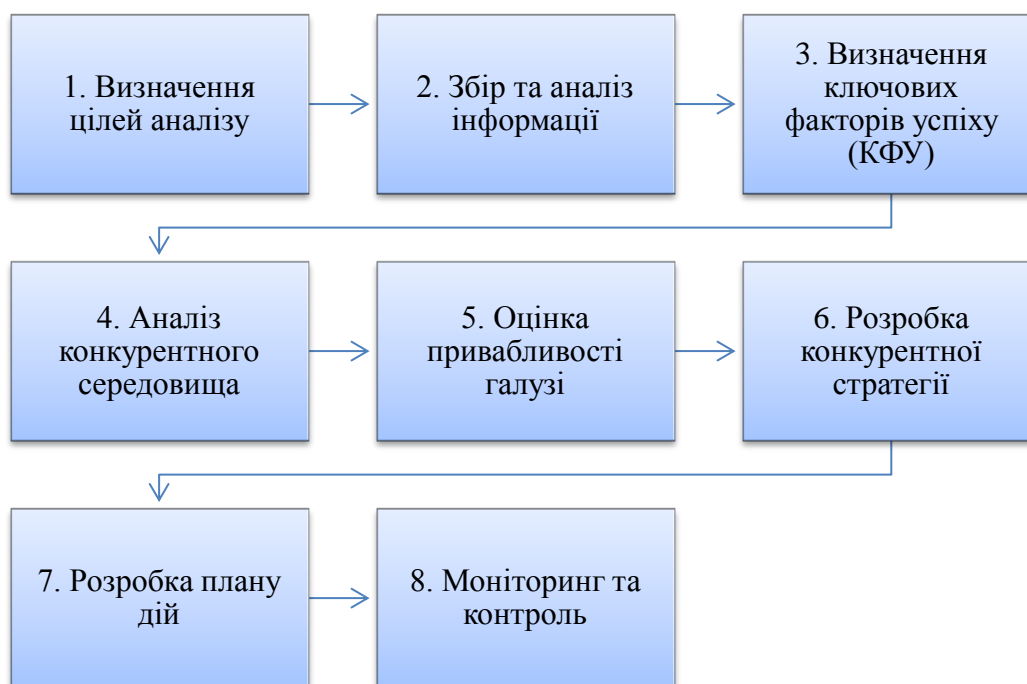 1. Визначення
цілей аналізу
2. Збір та аналіз
інформації
3. Визначення
ключових
факторів успіху
(КФУ)
4. Аналіз
конкурентного
середовища
5. Оцінка
привабливості
галузі
6. Розробка
конкурентної
стратегії
7. Розробка плану
дій
8. Моніторинг та
контроль